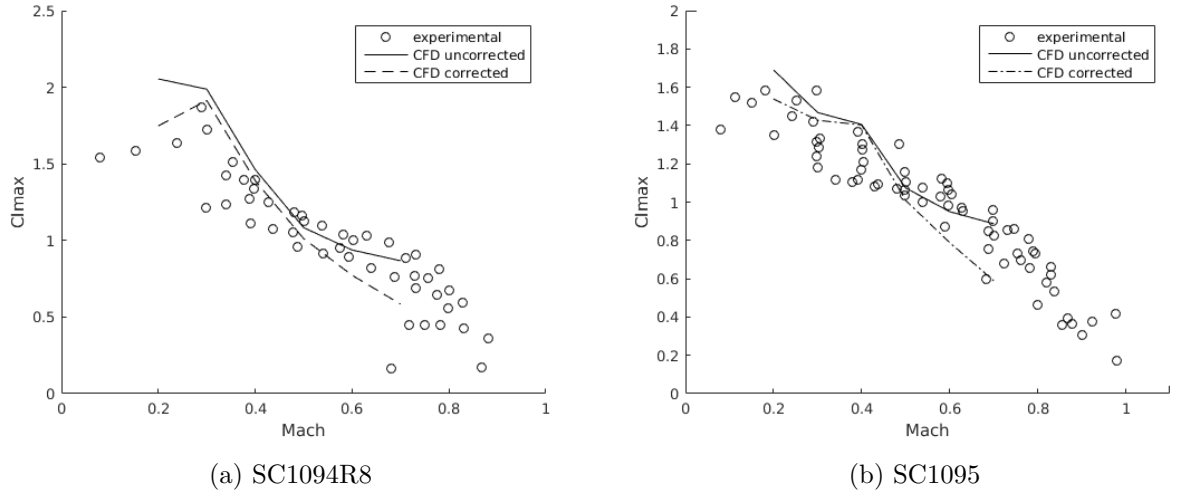 2.5
2
1.5
1
0.5
0
Clmax
0
0.2
0.4
0.6
0.8
1
Mach
experimental
CFD uncorrected
CFD corrected
(a) SC1094R8
2
1.8
1.6
1.4
1.2
1
0.8
0.6
0.4
0.2
0
Clmax
0
0.2
0.4
0.6
0.8
1
Mach
experimental
CFD uncorrected
CFD corrected
(b) SC1095